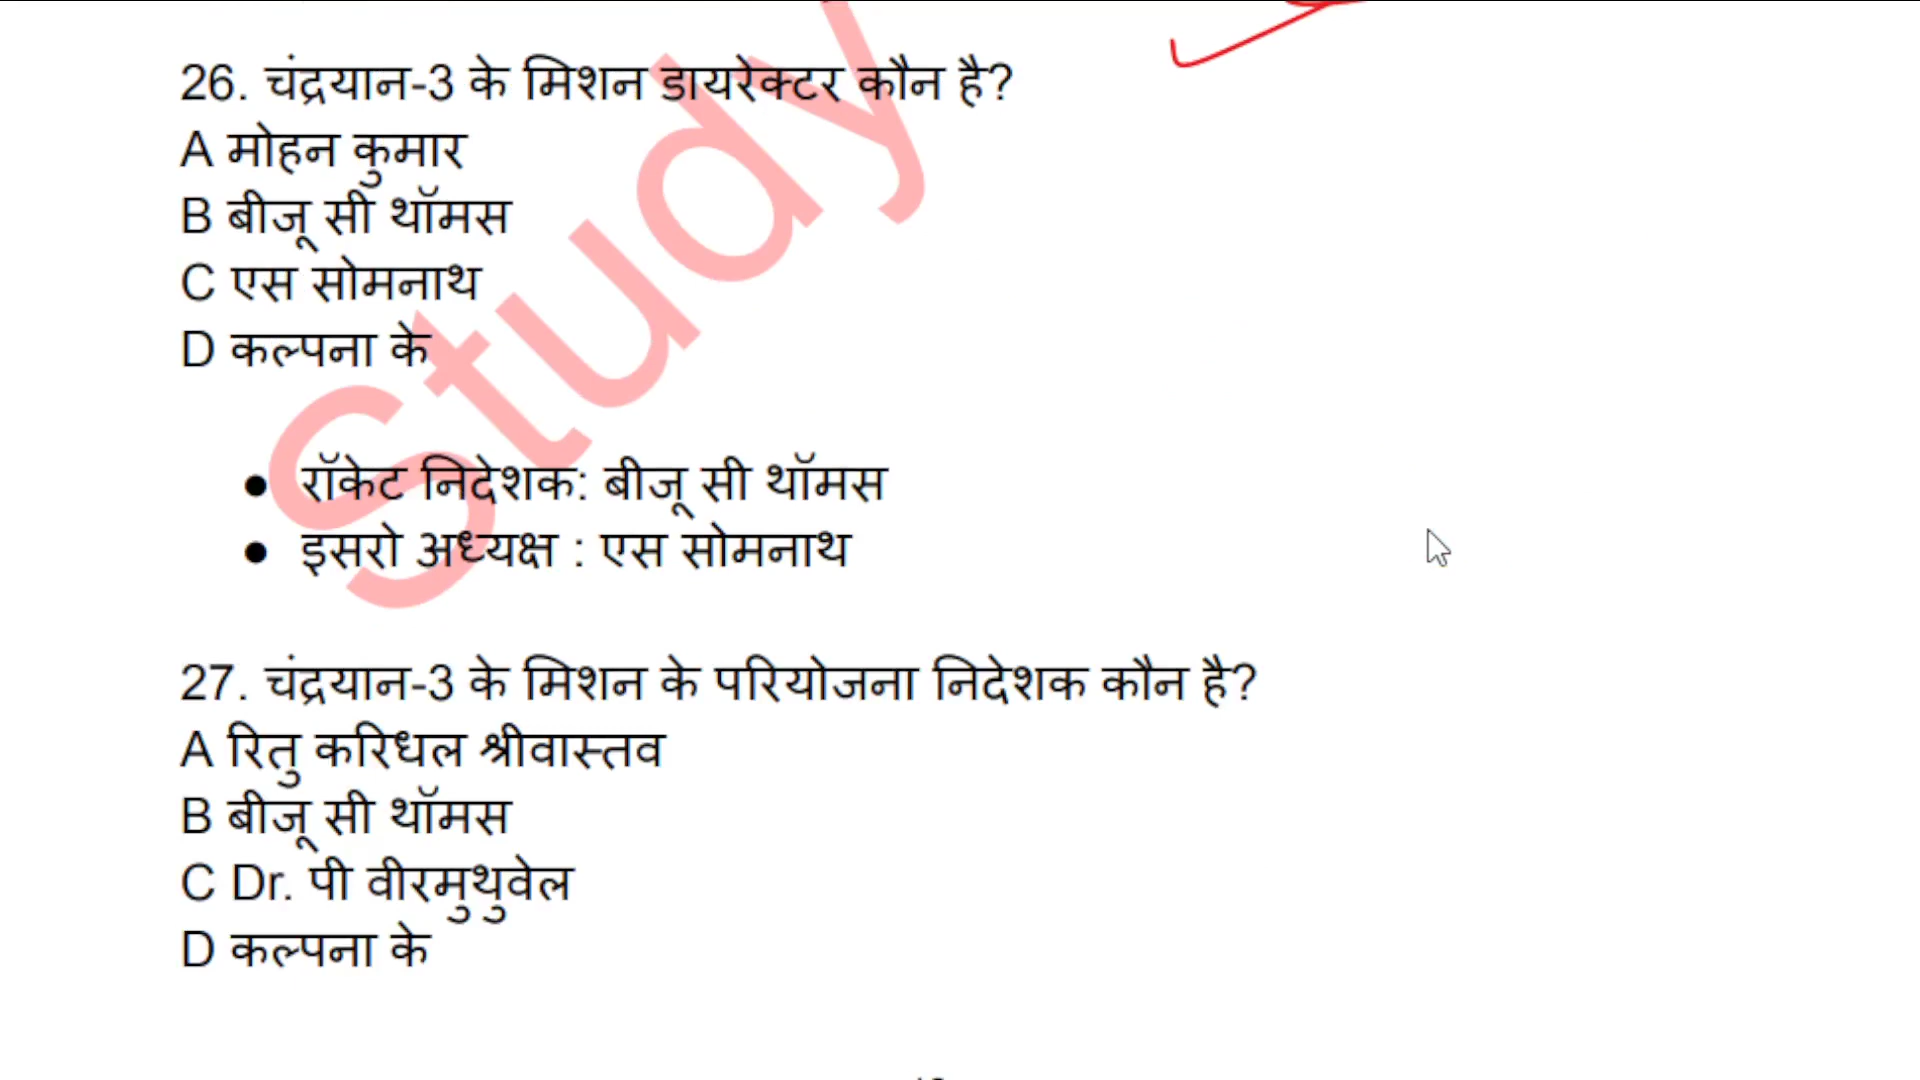 26. चंद्रयान-3 के मिशन डायरेक्टर कौन है?
A मोहन कुमार
B बीजू सी थॉमस
C एस सोमनाथ
D कल्पना के
● रॉकेट निदेशक: बीजू सी थॉमस
● इसरो अध्यक्ष : एस सोमनाथ
27. चंद्रयान-3 के मिशन के परियोजना निदेशक कौन है?
A रितु करिधल श्रीवास्तव
B बीजू सी थॉमस
C Dr. पी वीरमुथुवेल
D कल्पना के
Study